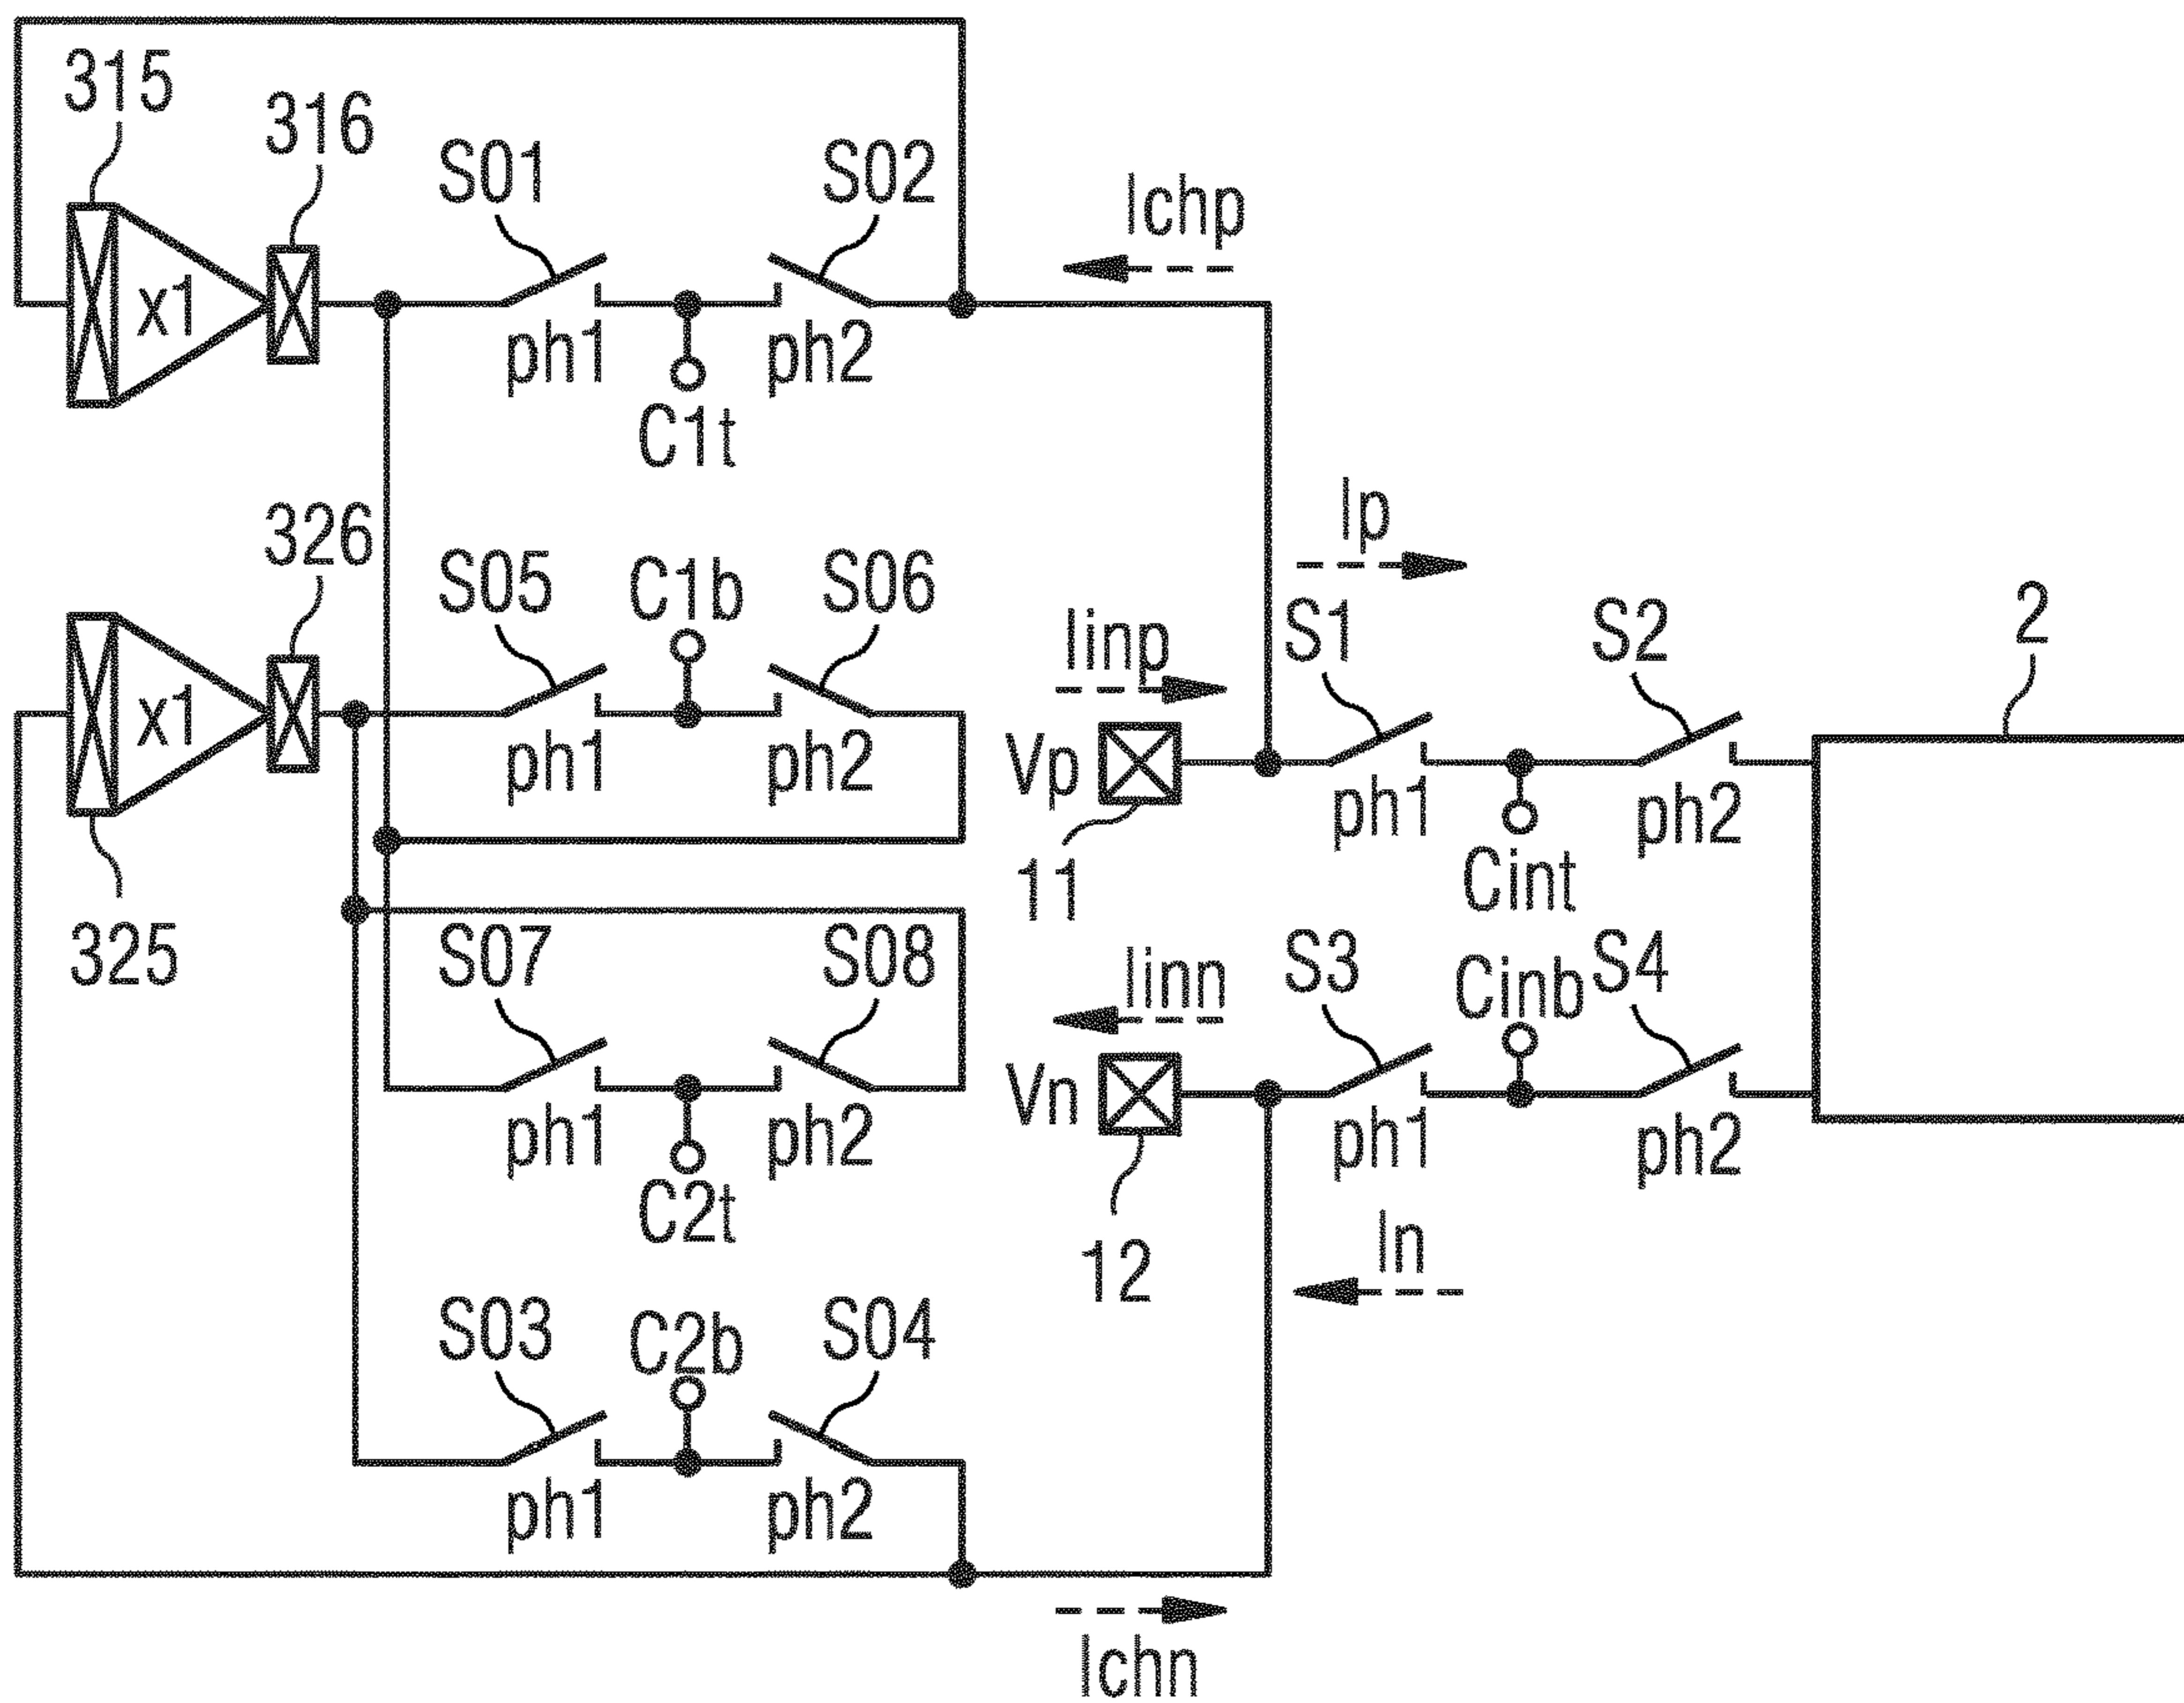 315
316
S01
S02
Ichp
x1
ph1
ph2
C1t
Ip
326
S05
C1b
S06
Iinp
S1
S2
2
x1
ph1
ph2
Vp
ph1
ph2
11
Cint
325
S07
S08
Iinn
S3
Cinb
S4
Vn
ph1
ph2
ph1
ph2
C2t
12
In
S03
C2b
S04
ph1
ph2
Ichn